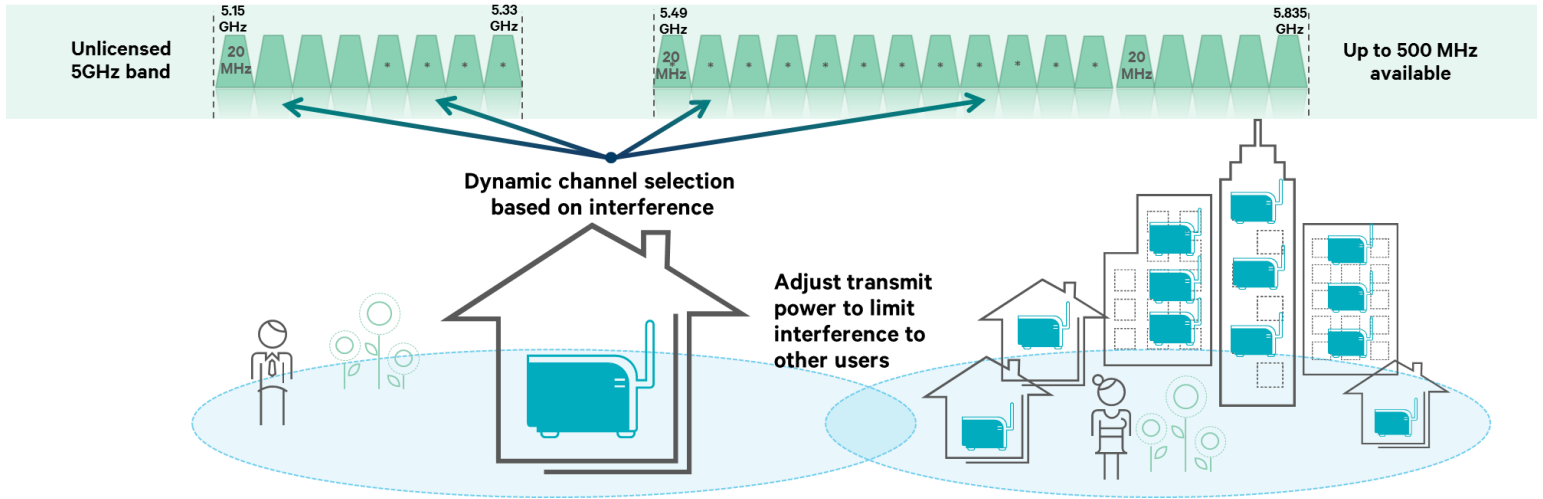 5.15
GHz
5.33
GHz
5.49
GHz
5.835
GHz
Unlicensed
5GHz band
20
MHz
* * * *
20
MHz
* * * * * * * * * * * *
20
MHz
Up to 500 MHz
available
Dynamic channel selection
based on interference
Adjust transmit
power to limit
interference to
other users